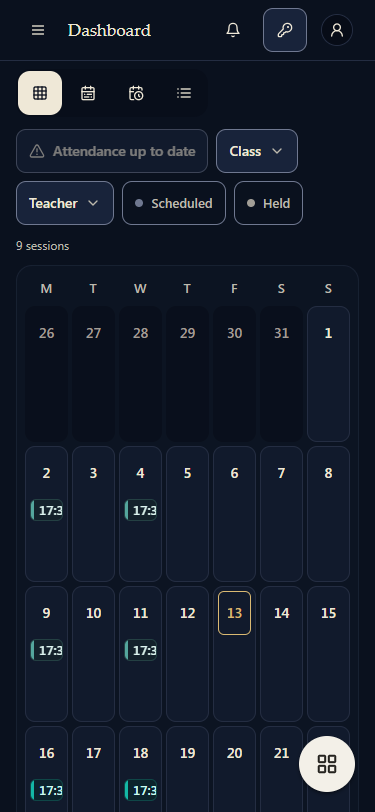 Dashboard
Attendance up to date
Class
Teacher
Scheduled
Held
9 sessions
M T W T F S S
26 27 28 29 30 31 1
2 3 4 5 6 7 8
17:3 17:3
9 10 11 12 13 14 15
17:3 17:3
16 17 18 19 20 21
17:3 17:3